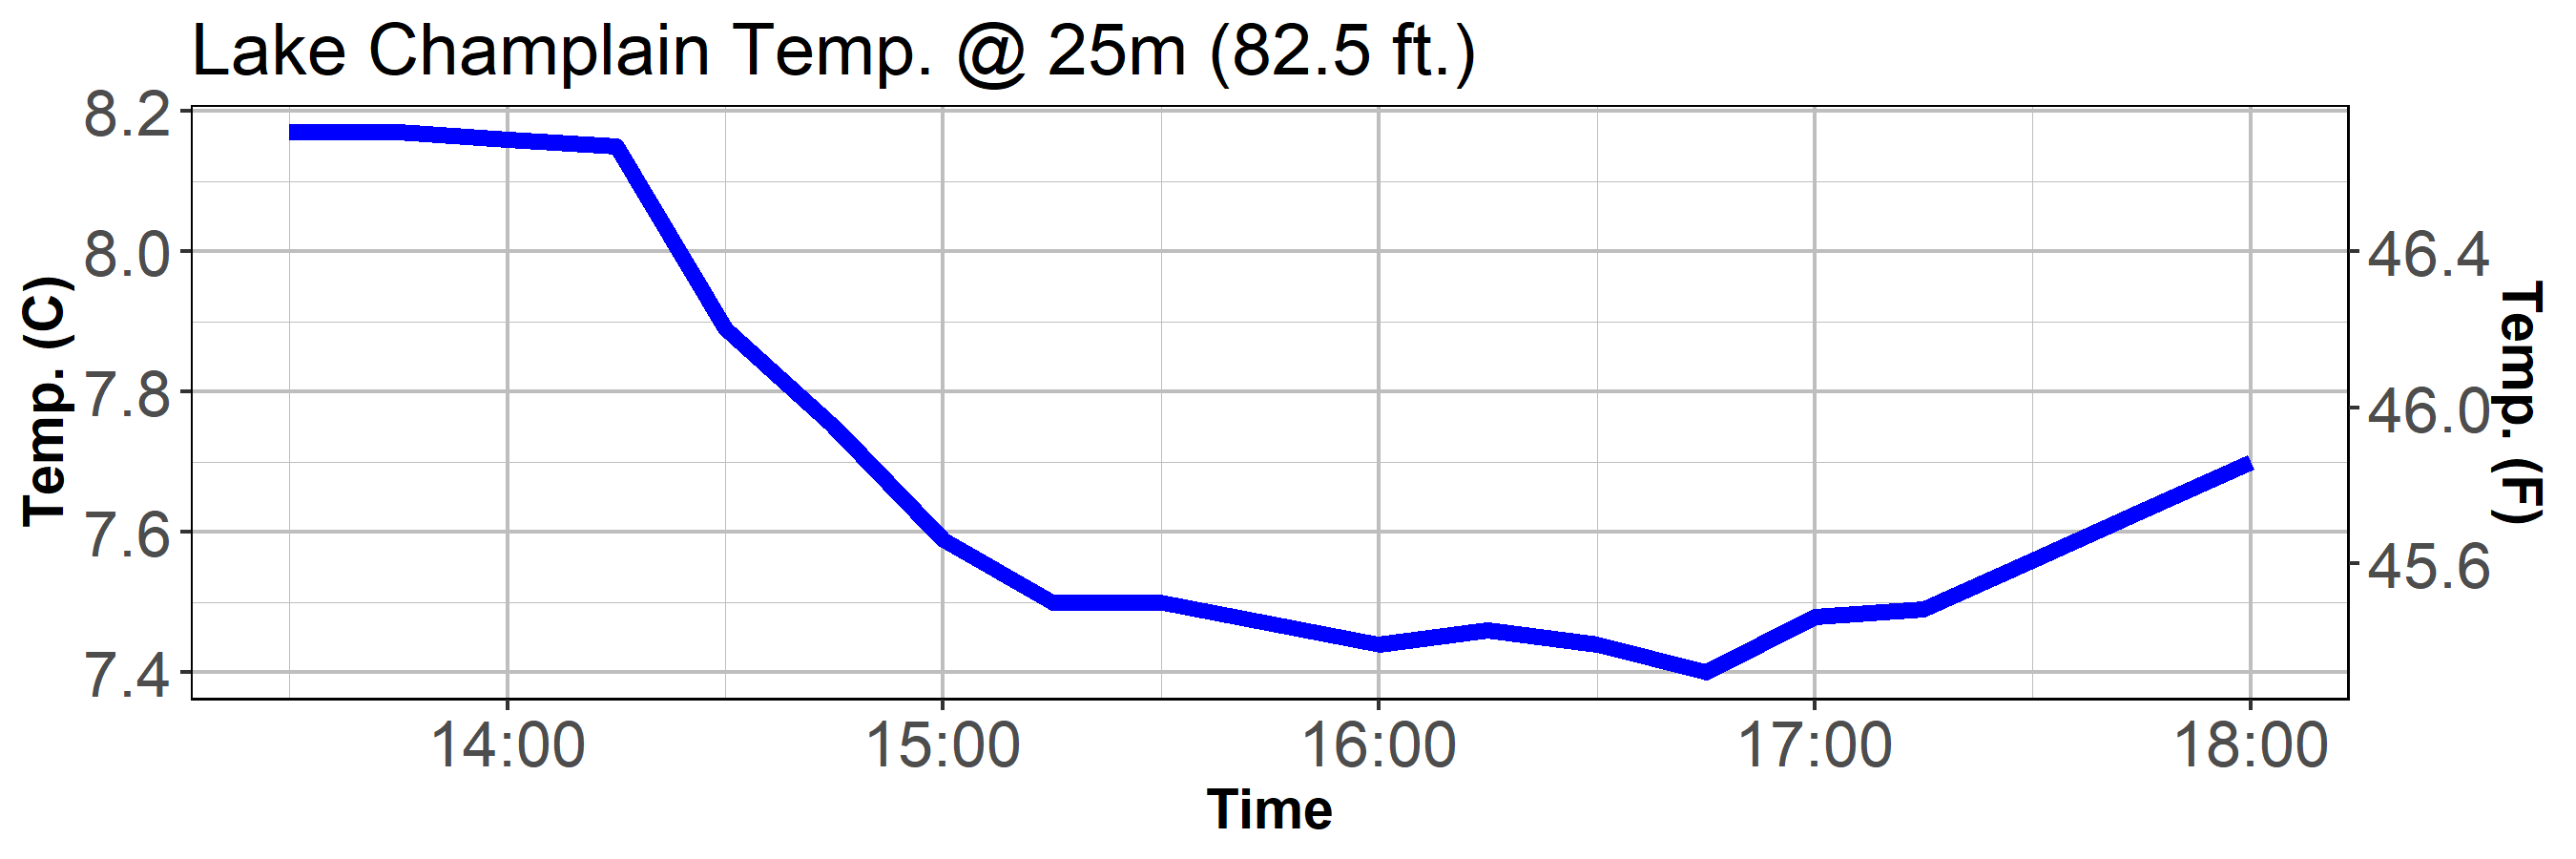 Lake Champlain Temp. @ 25m (82.5 ft.)
Temp. (C)
8.2
8.0
7.8
7.6
7.4
46.4
46.0
45.6
Temp. (F)
14:00 15:00 16:00 17:00 18:00
Time